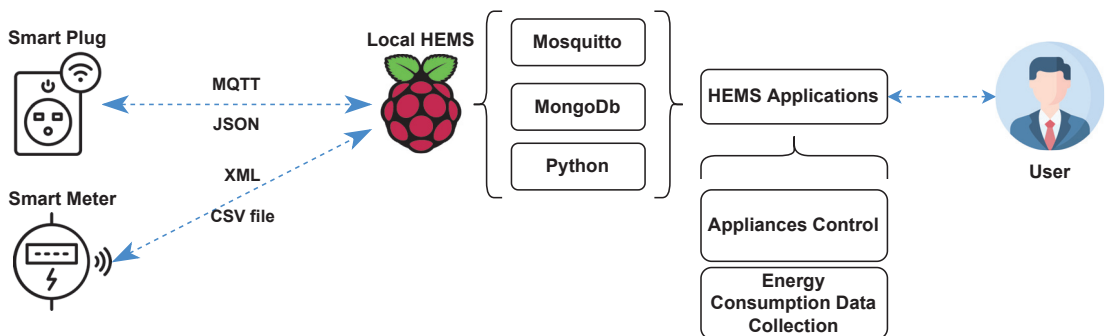 Smart Plug
MQTT
JSON
XML
CSV file
Smart Meter
Local HEMS
Mosquitto
MongoDb
Python
HEMS Applications
Appliances Control
Energy
Consumption Data
Collection
User